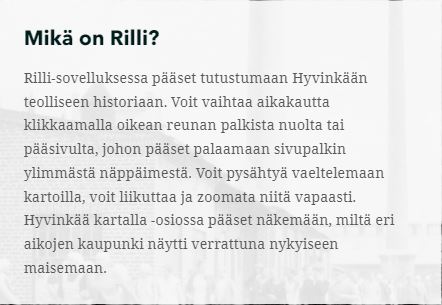 Mikä on Rilli?
Rilli-sovelluksessa pääset tutustumaan Hyvinkään
teolliseen historiaan. Voit vaihtaa aikakautta
klikkaamalla oikean reunan palkista nuolta tai
pääsivulta, johon pääset palaamaan sivupalkin
ylimmästä näppäimestä. Voit pysähtyä vaeltelemaan
kartoilla, voit liikuttaa ja zoomata niitä vapaasti.
Hyvinkää kartalla -osiossa pääset näkemään, miltä eri
aikojen kaupunki näytti verrattuna nykyiseen
maisemaan.